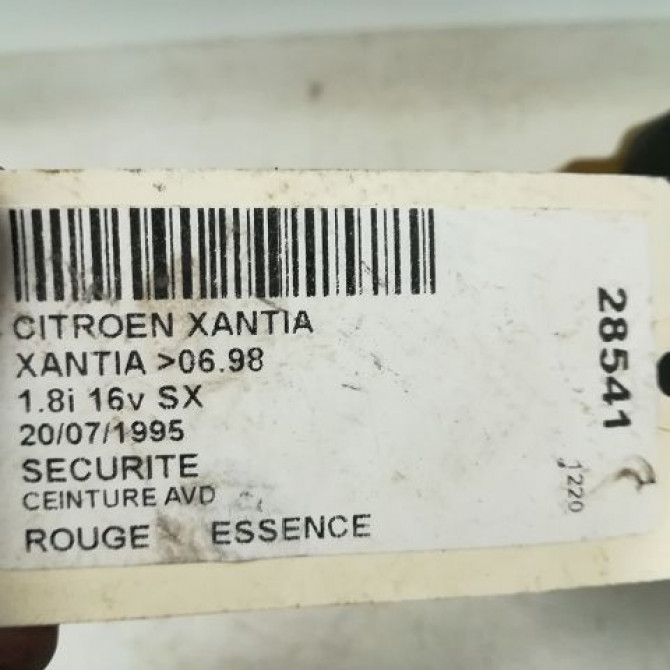 CITROEN XANTIA
XANTIA >06.98
1.8i 16v SX
20/07/1995
SECURITE
CEINTURE AVD
ROUGE ESSENCE
28541
1220